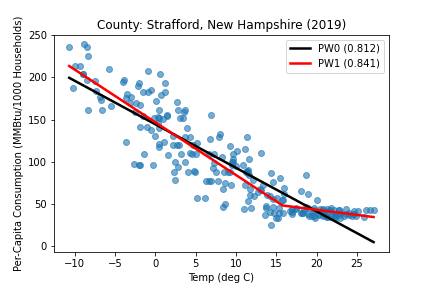 County: Strafford, New Hampshire (2019)
Per-Capita Consumption (MMBtu/1000 Households)
250
200
150
100
50
0
PW0 (0.812)
PW1 (0.841)
−10
−5
0
5
10
15
20
25
Temp (deg C)